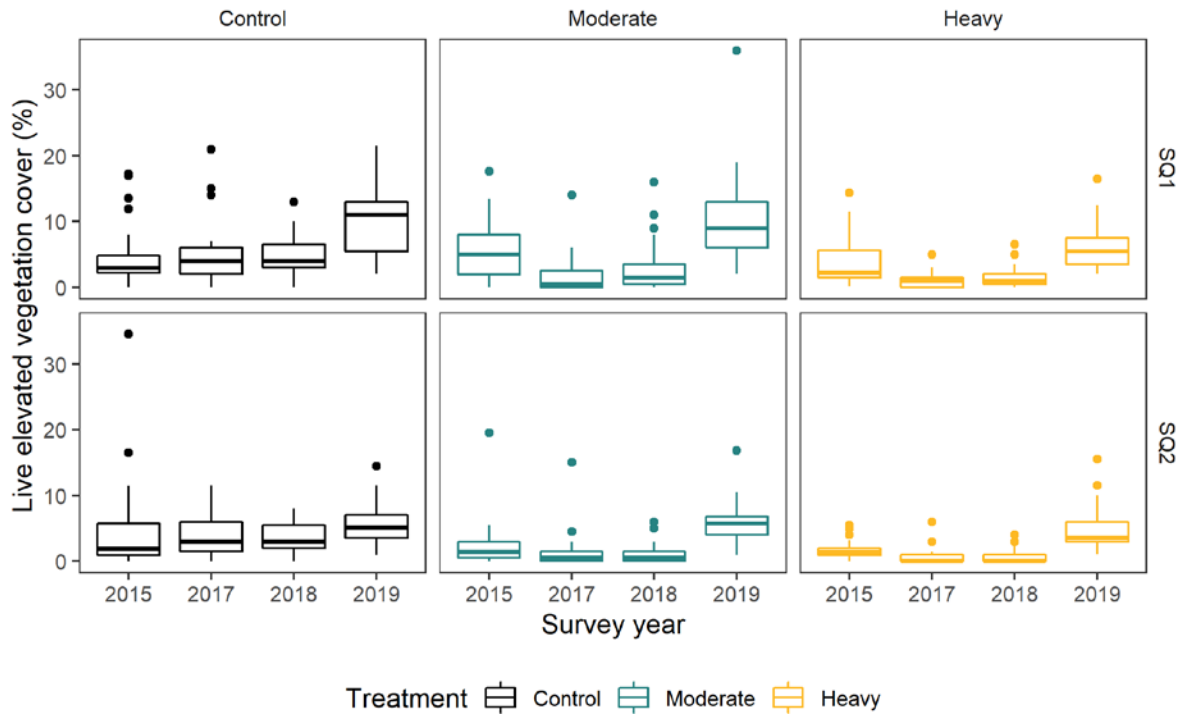 Control Moderate Heavy
Live elevated vegetation cover (%)
30
20
10
0
SQ1
30
20
10
0
SQ2
2015 2017 2018 2019 2015 2017 2018 2019 2015 2017 2018 2019
Survey year
Treatment Control Moderate Heavy